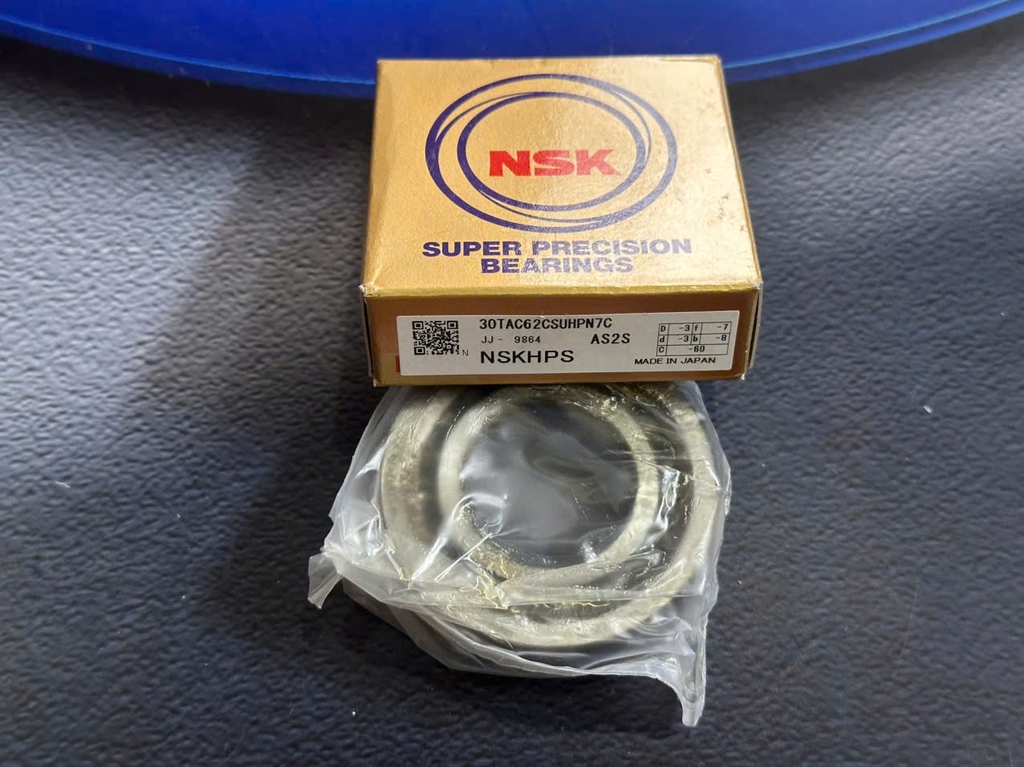 NSK
SUPER PRECISION
BEARINGS
30TAC62CSUHPN7C
JJ - 9864 AS2S
N NSKHPS
D -3 f -7
d -3 b -8
C -60
MADE IN JAPAN